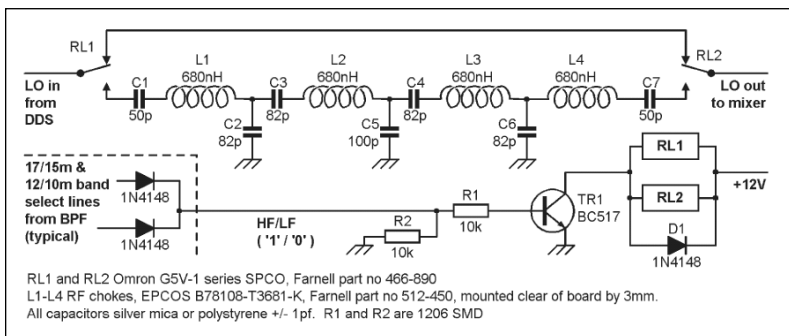 RL1
RL2
L1
L2
L3
L4
680nH
680nH
680nH
680nH
C1
C3
C4
C7
50p
82p
82p
50p
LO in
from
DDS
LO out
to mixer
C2
82p
C5
100p
C6
82p
17/15m &
12/10m band
select lines
from BPF
(typical)
1N4148
1N4148
HF/LF
( '1' / '0' )
R1
10k
R2
10k
TR1
BC517
RL1
RL2
+12V
D1
1N4148
RL1 and RL2 Omron G5V-1 series SPCO, Farnell part no 466-890
L1-L4 RF chokes, EPCOS B78108-T3681-K, Farnell part no 512-450, mounted clear of board by 3mm.
All capacitors silver mica or polystyrene +/- 1pf. R1 and R2 are 1206 SMD